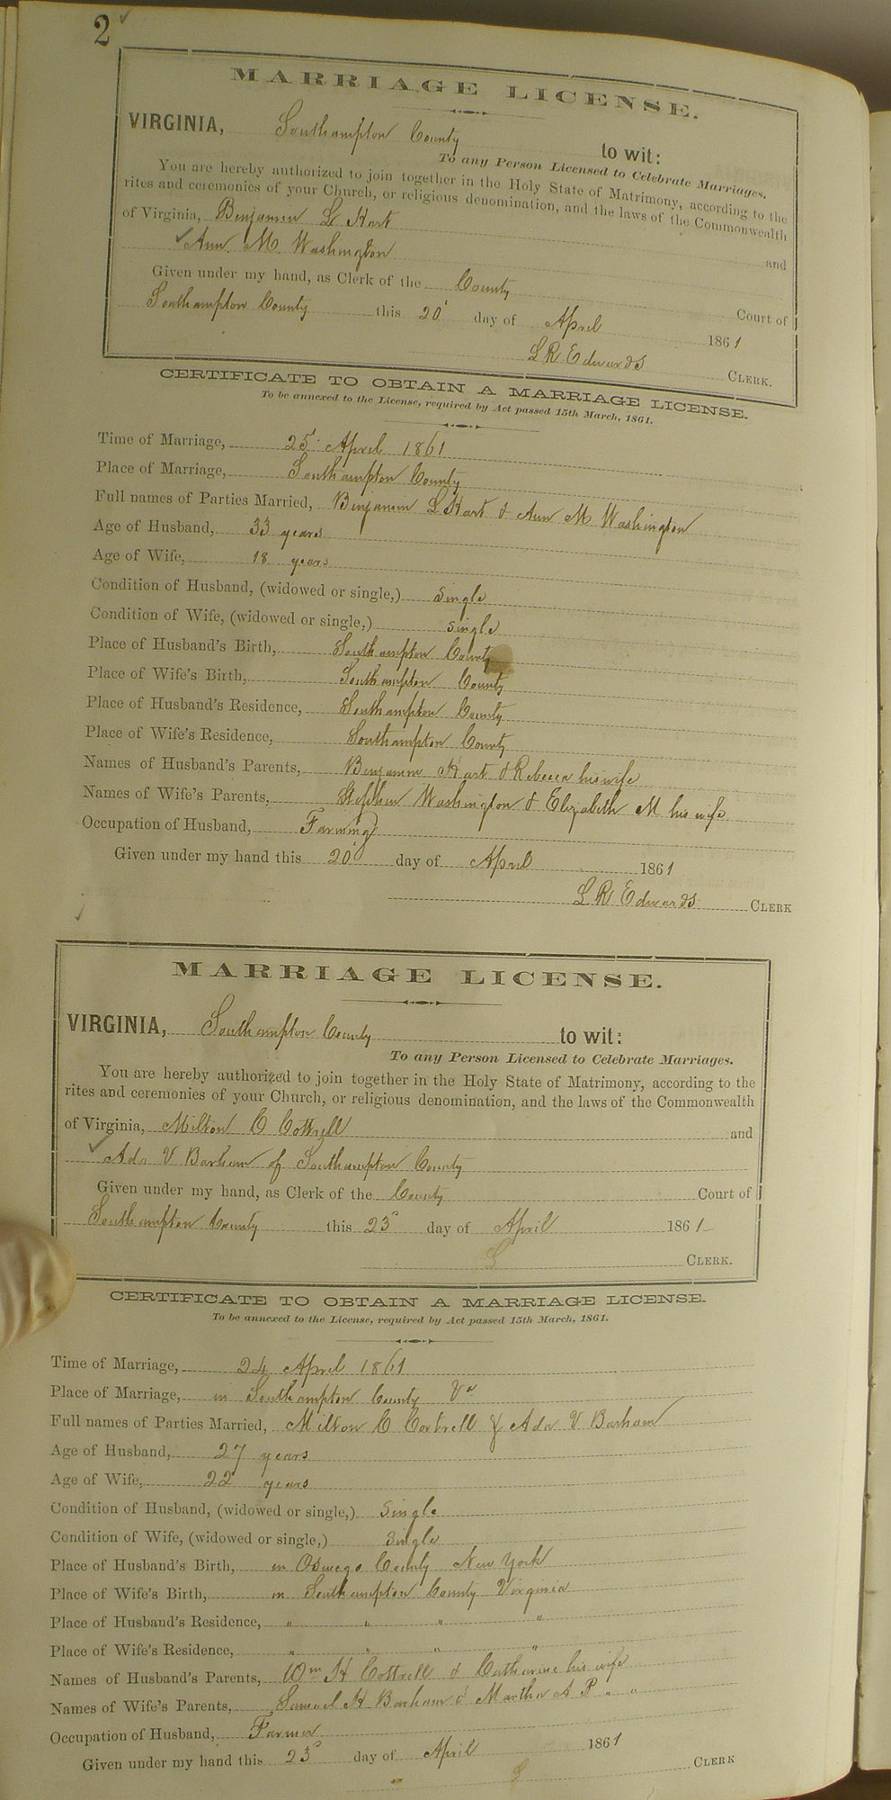 2
MARRIAGE LICENSE.
VIRGINIA, Southampton County to wit:
To any Person Licensed to Celebrate Marriages.
You are hereby authorized to join together in the Holy State of Matrimony, according to the
rites and ceremonies of your Church, or religious denomination, and the laws of the Commonwealth
of Virginia, Benjamin L Hart and
Ann M Washington
Given under my hand, as Clerk of the County Court of
Southampton County this 20 day of April 1861
L R Edwards CLERK.
CERTIFICATE TO OBTAIN A MARRIAGE LICENSE.
To be annexed to the License, required by Act passed 15th March, 1861.
Time of Marriage, 25 April 1861
Place of Marriage, Southampton County
Full names of Parties Married, Benjamin L Hart & Ann M Washington
Age of Husband, 33 years
Age of Wife, 18 years
Condition of Husband, (widowed or single,) single
Condition of Wife, (widowed or single,) single
Place of Husband's Birth, Southampton County
Place of Wife's Birth, Southampton County
Place of Husband's Residence, Southampton County
Place of Wife's Residence, Southampton County
Names of Husband's Parents, Benjamin Hart & Rebecca his wife
Names of Wife's Parents, Stephen Washington & Elizabeth M his wife
Occupation of Husband, Farming
Given under my hand this 20 day of April 1861
L R Edwards CLERK
MARRIAGE LICENSE.
VIRGINIA, Southampton County to wit:
To any Person Licensed to Celebrate Marriages.
You are hereby authorized to join together in the Holy State of Matrimony, according to the
rites and ceremonies of your Church, or religious denomination, and the laws of the Commonwealth
of Virginia, Milton C Cottrell and
Ada V Barham of Southampton County
Given under my hand, as Clerk of the County Court of
Southampton County this 23 day of April 1861
L CLERK.
CERTIFICATE TO OBTAIN A MARRIAGE LICENSE.
To be annexed to the License, required by Act passed 15th March, 1861.
Time of Marriage, 24 April 1861
Place of Marriage, in Southampton County Va
Full names of Parties Married, Milton C Cottrell & Ada V Barham
Age of Husband, 27 years
Age of Wife, 22 years
Condition of Husband, (widowed or single,) single
Condition of Wife, (widowed or single,) single
Place of Husband's Birth, in Oswego County New York
Place of Wife's Birth, in Southampton County Virginia
Place of Husband's Residence, " " " "
Place of Wife's Residence, " " " "
Names of Husband's Parents, Wm H Cottrell & Catharine his wife
Names of Wife's Parents, Samuel H Barham & Martha A P " "
Occupation of Husband, Farmer
Given under my hand this 23 day of April 1861
L CLERK